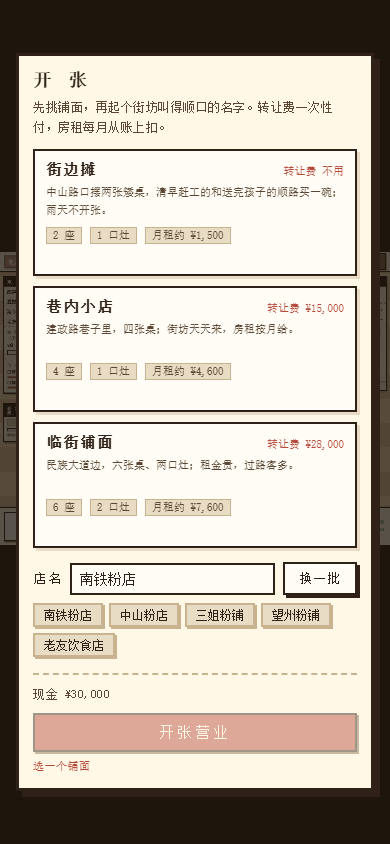 开 张
先挑铺面，再起个街坊叫得顺口的名字。转让费一次性
付，房租每月从账上扣。
街边摊 转让费 不用
中山路口摆两张矮桌，清早赶工的和送完孩子的顺路买一碗；
雨天不开张。
2 座 1 口灶 月租约 ¥1,500
巷内小店 转让费 ¥15,000
建政路巷子里，四张桌；街坊天天来，房租按月给。
4 座 1 口灶 月租约 ¥4,600
临街铺面 转让费 ¥28,000
民族大道边，六张桌、两口灶；租金贵，过路客多。
6 座 2 口灶 月租约 ¥7,600
店名 南铁粉店 换一批
南铁粉店 中山粉店 三姐粉铺 望州粉铺
老友饮食店
现金 ¥30,000
开张营业
选一个铺面